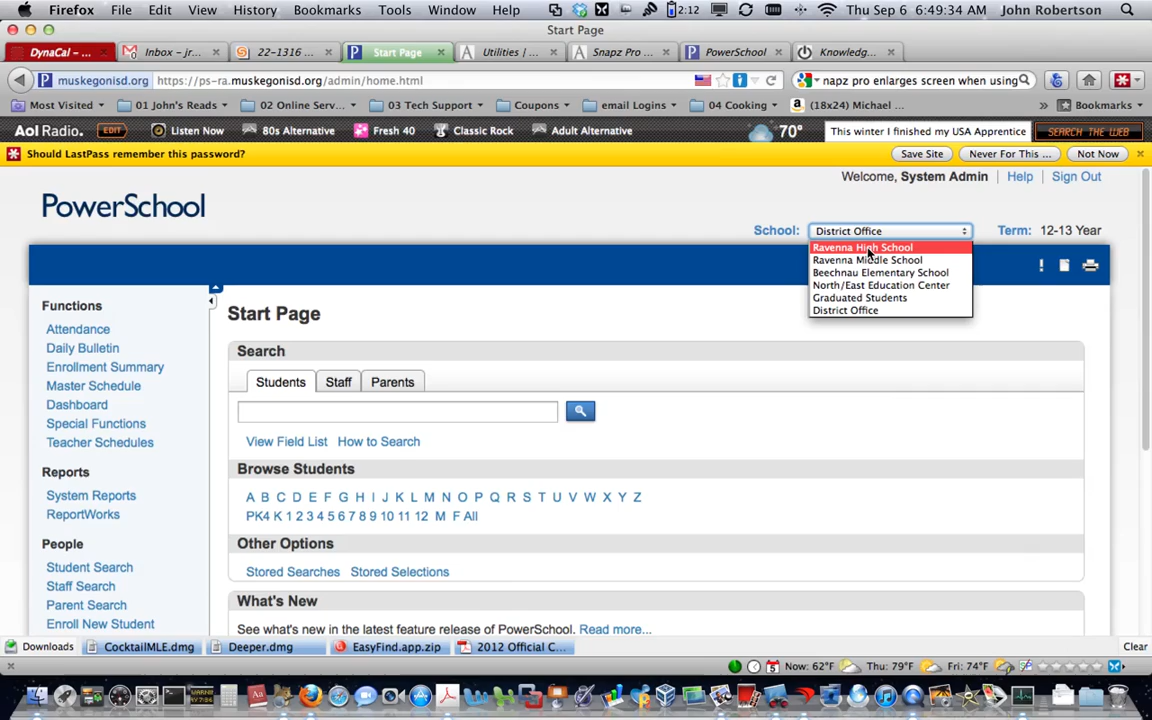 Firefox File Edit View History Bookmarks Tools Window Help 2:12 Thu Sep 6 6:49:34 AM John Robertson
Start Page
DynaCal – ... Inbox – jr... 22-1316 ... Start Page Utilities | ... Snapz Pro ... PowerSchool Knowledg...
muskegonisd.org https://ps-ra.muskegonisd.org/admin/home.html napz pro enlarges screen when using
Most Visited 01 John's Reads 02 Online Serv... 03 Tech Support Coupons email Logins 04 Cooking (18x24) Michael ... » Bookmarks
Aol Radio. EDIT Listen Now 80s Alternative Fresh 40 Classic Rock Adult Alternative 70° This winter I finished my USA Apprentice SEARCH THE WEB
Should LastPass remember this password? Save Site Never For This ... Not Now
Welcome, System Admin Help Sign Out
PowerSchool
School: District Office Term: 12-13 Year
Ravenna High School
Ravenna Middle School
Beechnau Elementary School
North/East Education Center
Graduated Students
District Office
Functions
Attendance
Daily Bulletin
Enrollment Summary
Master Schedule
Dashboard
Special Functions
Teacher Schedules
Reports
System Reports
ReportWorks
People
Student Search
Staff Search
Parent Search
Enroll New Student
Start Page
Search
Students Staff Parents
View Field List How to Search
Browse Students
A B C D E F G H I J K L M N O P Q R S T U V W X Y Z
PK4 K 1 2 3 4 5 6 7 8 9 10 11 12 M F All
Other Options
Stored Searches Stored Selections
What's New
See what's new in the latest feature release of PowerSchool. Read more...
Downloads CocktailMLE.dmg Deeper.dmg EasyFind.app.zip 2012 Official C... Clear
Now: 62°F Thu: 79°F Fri: 74°F